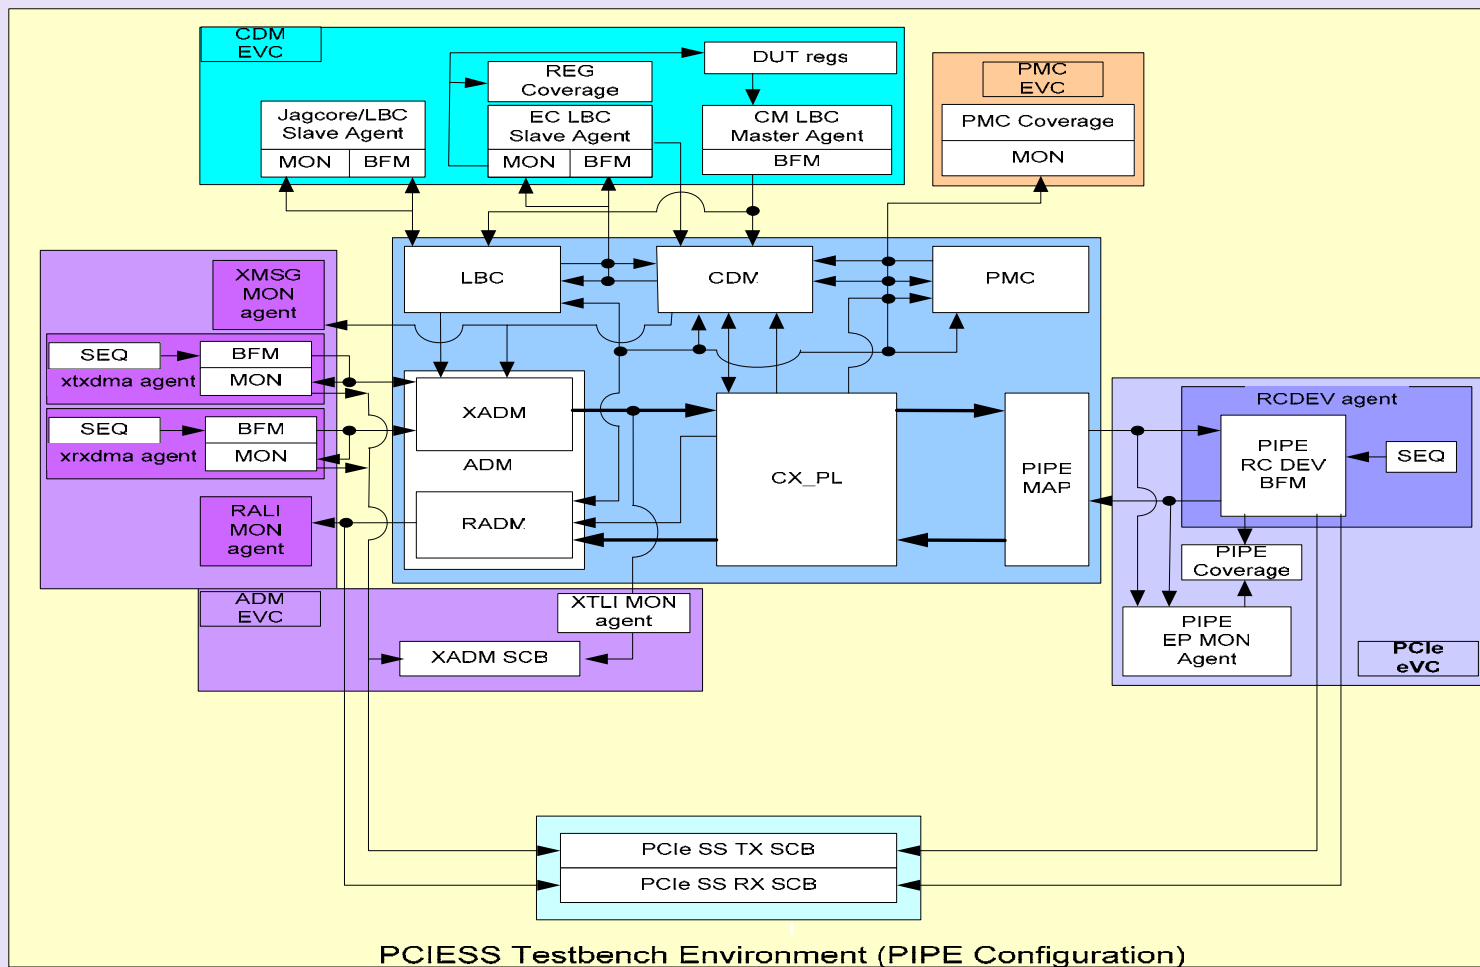 CDM
EVC
DUT regs
REG
Coverage
Jagcore/LBC
Slave Agent
MON
BFM
EC LBC
Slave Agent
MON
BFM
CM LBC
Master Agent
BFM
PMC
EVC
PMC Coverage
MON
LBC
CDM
PMC
XMSG
MON
agent
SEQ
BFM
MON
xtxdma agent
SEQ
BFM
MON
xrxdma agent
RALI
MON
agent
XADM
ADM
RADM
CX_PL
PIPE
MAP
RCDEV agent
PIPE
RC DEV
BFM
SEQ
PIPE
Coverage
PIPE
EP MON
Agent
PCIe
eVC
ADM
EVC
XTLI MON
agent
XADM SCB
PCIe SS TX SCB
PCIe SS RX SCB
PCIESS Testbench Environment (PIPE Configuration)